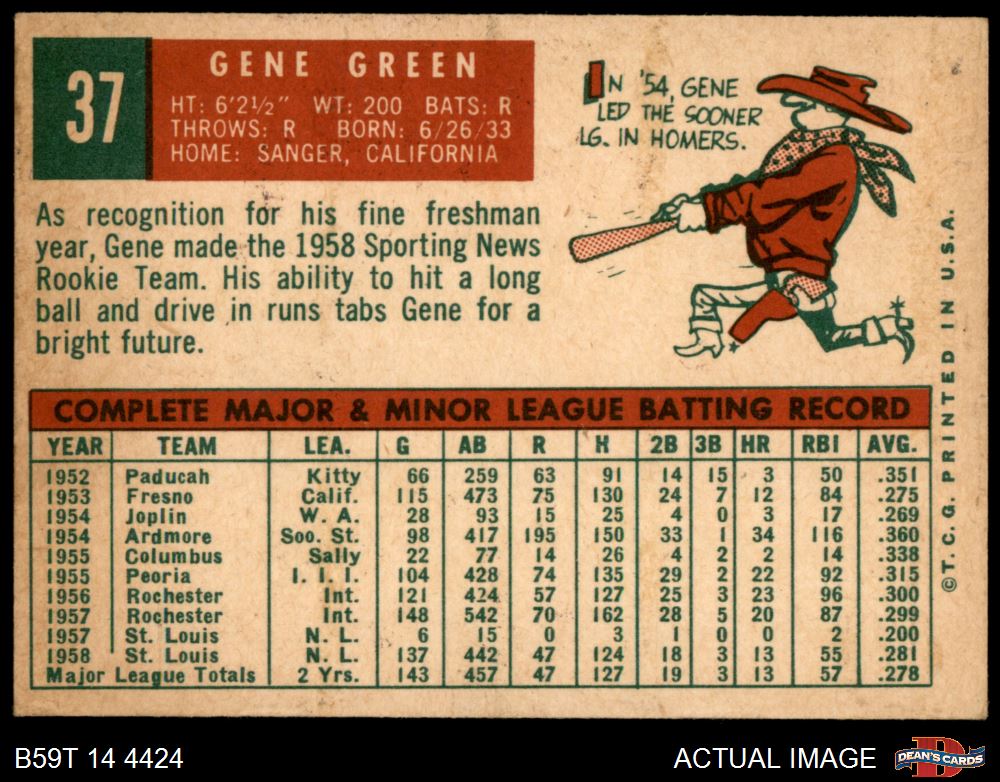 37
GENE GREEN
HT: 6'2½" WT: 200 BATS: R
THROWS: R BORN: 6/26/33
HOME: SANGER, CALIFORNIA
IN '54, GENE
LED THE SOONER
LG. IN HOMERS.
As recognition for his fine freshman
year, Gene made the 1958 Sporting News
Rookie Team. His ability to hit a long
ball and drive in runs tabs Gene for a
bright future.
COMPLETE MAJOR & MINOR LEAGUE BATTING RECORD
YEAR TEAM LEA. G AB R H 2B 3B HR RBI AVG.
1952 Paducah Kitty 66 259 63 91 14 15 3 50 .351
1953 Fresno Calif. 115 473 75 130 24 7 12 84 .275
1954 Joplin W. A. 28 93 15 25 4 0 3 17 .269
1954 Ardmore Soo. St. 98 417 195 150 33 1 34 116 .360
1955 Columbus Sally 22 77 14 26 4 2 2 14 .338
1955 Peoria I. I. I. 104 428 74 135 29 2 22 92 .315
1956 Rochester Int. 121 424 57 127 25 3 23 96 .300
1957 Rochester Int. 148 542 70 162 28 5 20 87 .299
1957 St. Louis N. L. 6 15 0 3 1 0 0 2 .200
1958 St. Louis N. L. 137 442 47 124 18 3 13 55 .281
Major League Totals 2 Yrs. 143 457 47 127 19 3 13 57 .278
©T.C.G. PRINTED IN U.S.A.
B59T 14 4424
ACTUAL IMAGE
D
DEAN'S CARDS